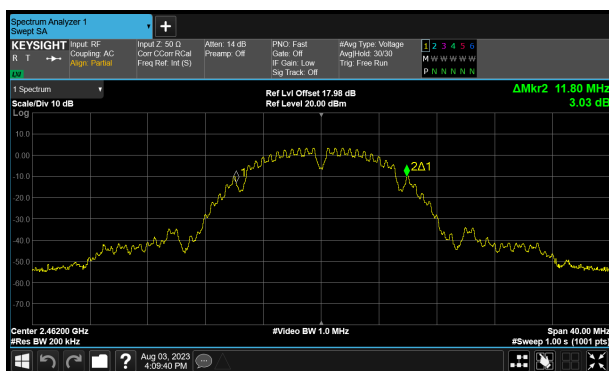 Spectrum Analyzer 1
Swept SA
+
KEYSIGHT
R T
LXI
Input: RF
Coupling: AC
Align: Partial
Input Z: 50 Ω
Corr CCorr RCal
Freq Ref: Int (S)
Atten: 14 dB
Preamp: Off
PNO: Fast
Gate: Off
IF Gain: Low
Sig Track: Off
#Avg Type: Voltage
Avg|Hold: 30/30
Trig: Free Run
1 2 3 4 5 6
M W W W W W
P N N N N N
1 Spectrum
Scale/Div 10 dB
Ref Lvl Offset 17.98 dB
Ref Level 20.00 dBm
ΔMkr2 11.80 MHz
3.03 dB
Log
10.0
0.00
-10.0
-20.0
-30.0
-40.0
-50.0
-60.0
-70.0
1
2Δ1
Center 2.46200 GHz
#Res BW 200 kHz
#Video BW 1.0 MHz
Span 40.00 MHz
#Sweep 1.00 s (1001 pts)
?
Aug 03, 2023
4:09:40 PM